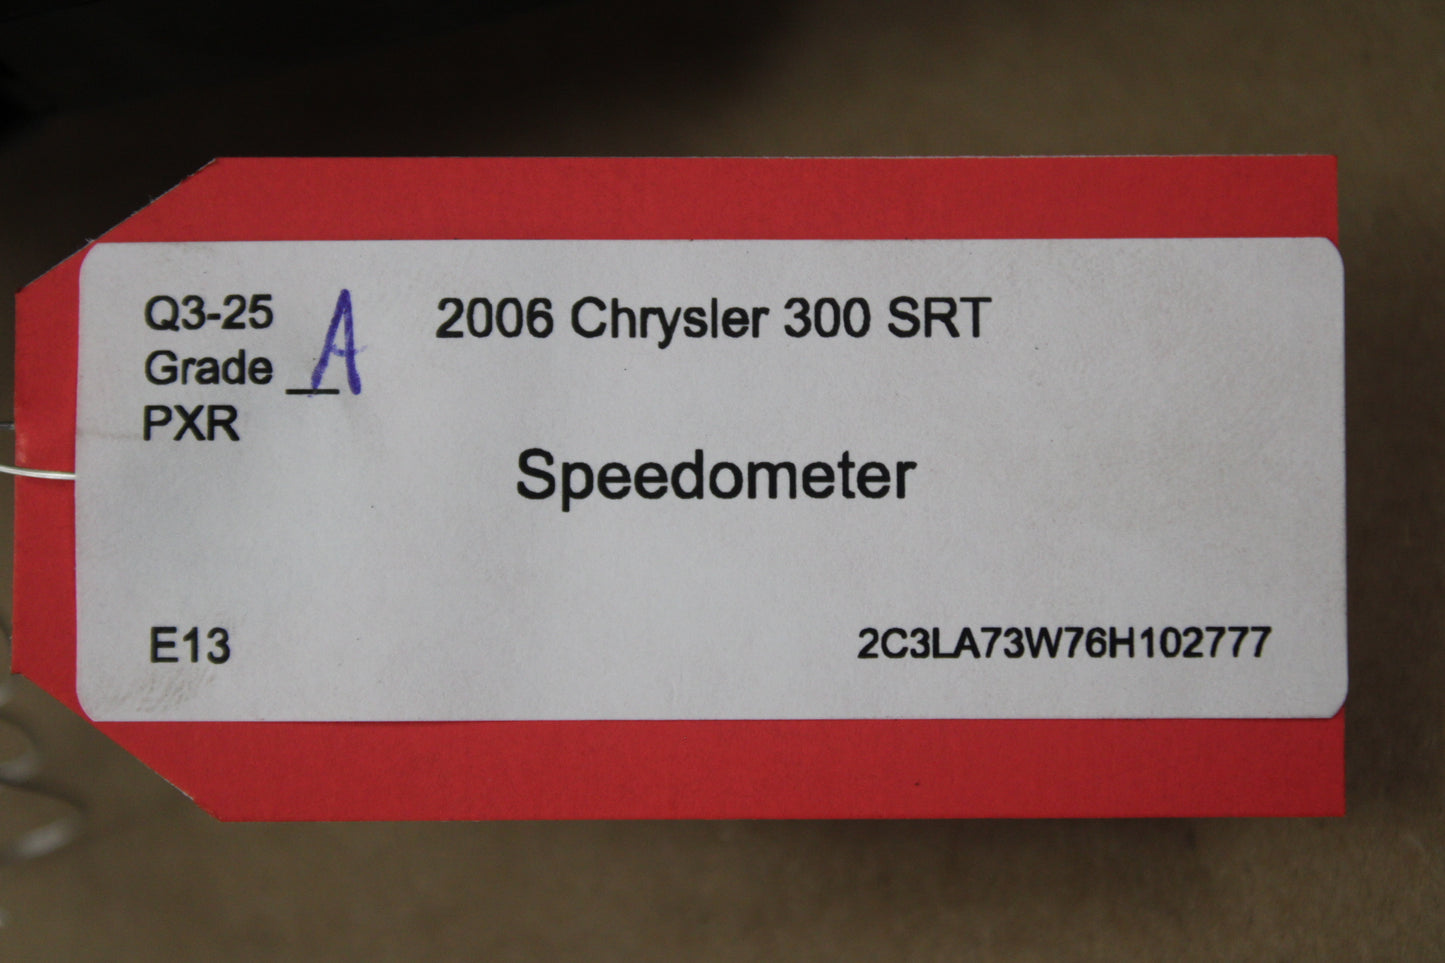 Q3-25
Grade A
PXR
2006 Chrysler 300 SRT
Speedometer
E13
2C3LA73W76H102777